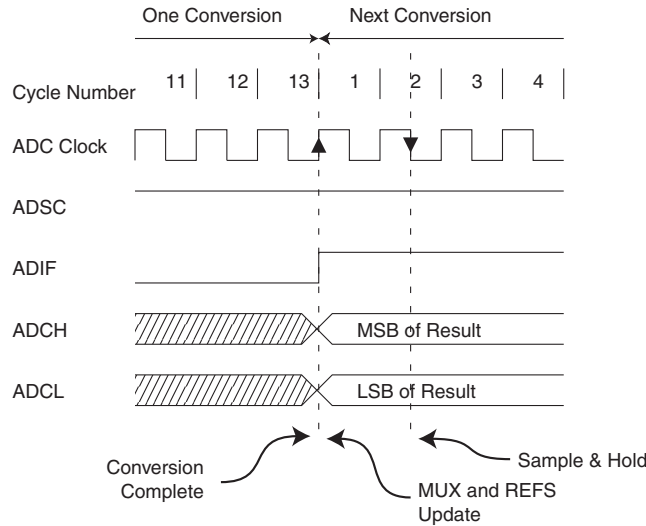 One Conversion
Next Conversion
Cycle Number
11
12
13
1
2
3
4
ADC Clock
ADSC
ADIF
ADCH
MSB of Result
ADCL
LSB of Result
Conversion
Complete
MUX and REFS
Update
Sample & Hold